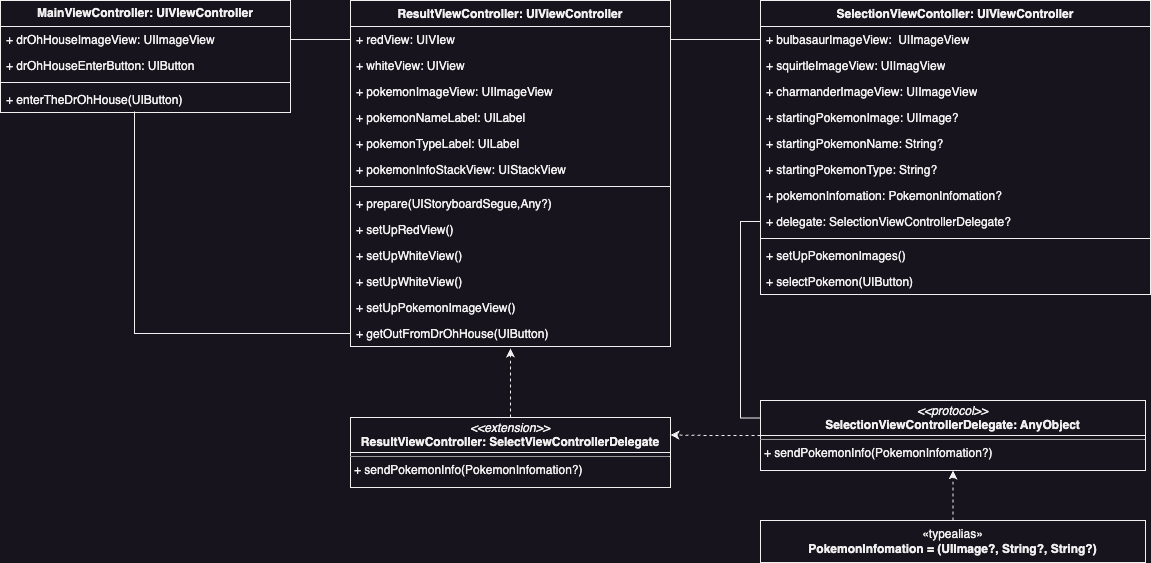 MainViewController: UIViewController
+ drOhHouseImageView: UIImageView
+ drOhHouseEnterButton: UIButton
+ enterTheDrOhHouse(UIButton)
ResultViewController: UIViewController
+ redView: UIVIew
+ whiteView: UIView
+ pokemonImageView: UIImageView
+ pokemonNameLabel: UILabel
+ pokemonTypeLabel: UILabel
+ pokemonInfoStackView: UIStackView
+ prepare(UIStoryboardSegue,Any?)
+ setUpRedView()
+ setUpWhiteView()
+ setUpWhiteView()
+ setUpPokemonImageView()
+ getOutFromDrOhHouse(UIButton)
SelectionViewContoller: UIViewController
+ bulbasaurImageView: UIImageView
+ squirtleImageView: UIImagView
+ charmanderImageView: UIImageView
+ startingPokemonImage: UIImage?
+ startingPokemonName: String?
+ startingPokemonType: String?
+ pokemonInfomation: PokemonInfomation?
+ delegate: SelectionViewControllerDelegate?
+ setUpPokemonImages()
+ selectPokemon(UIButton)
<<extension>>
ResultViewController: SelectViewControllerDelegate
+ sendPokemonInfo(PokemonInfomation?)
<<protocol>>
SelectionViewControllerDelegate: AnyObject
+ sendPokemonInfo(PokemonInfomation?)
«typealias»
PokemonInfomation = (UIImage?, String?, String?)